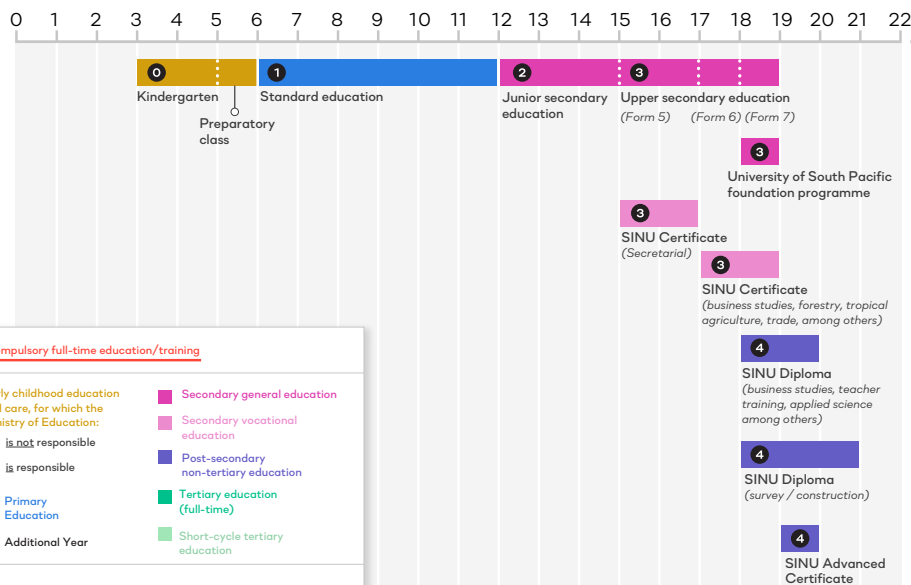 0 1 2 3 4 5 6 7 8 9 10 11 12 13 14 15 16 17 18 19 20 21 22
0 1 2 3
Kindergarten
Standard education
Junior secondary
education
Upper secondary education
(Form 5) (Form 6) (Form 7)
Preparatory
class
3
University of South Pacific
foundation programme
3
SINU Certificate
(Secretarial)
3
SINU Certificate
(business studies, forestry, tropical
agriculture, trade, among others)
4
SINU Diploma
(business studies, teacher
training, applied science
among others)
4
SINU Diploma
(survey / construction)
4
SINU Advanced
Certificate
mpulsory full-time education/training
ly childhood education
care, for which the
istry of Education:
is not responsible
is responsible
Primary
Education
Additional Year
Secondary general education
Secondary vocational
education
Post-secondary
non-tertiary education
Tertiary education
(full-time)
Short-cycle tertiary
education